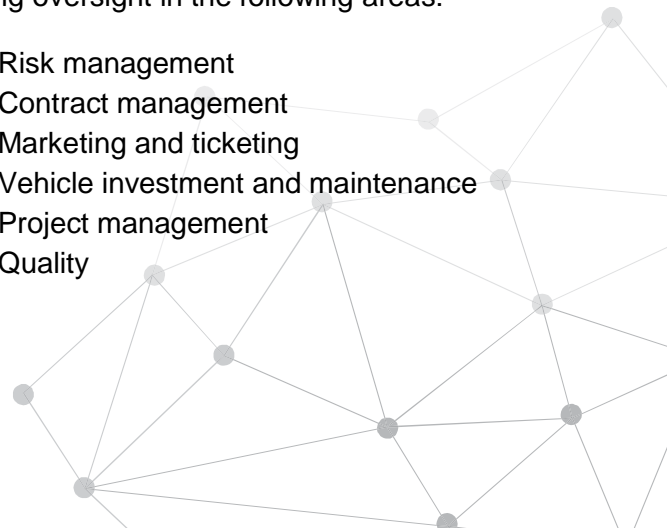 ng oversight in the following areas:
Risk management
Contract management
Marketing and ticketing
Vehicle investment and maintenance
Project management
Quality